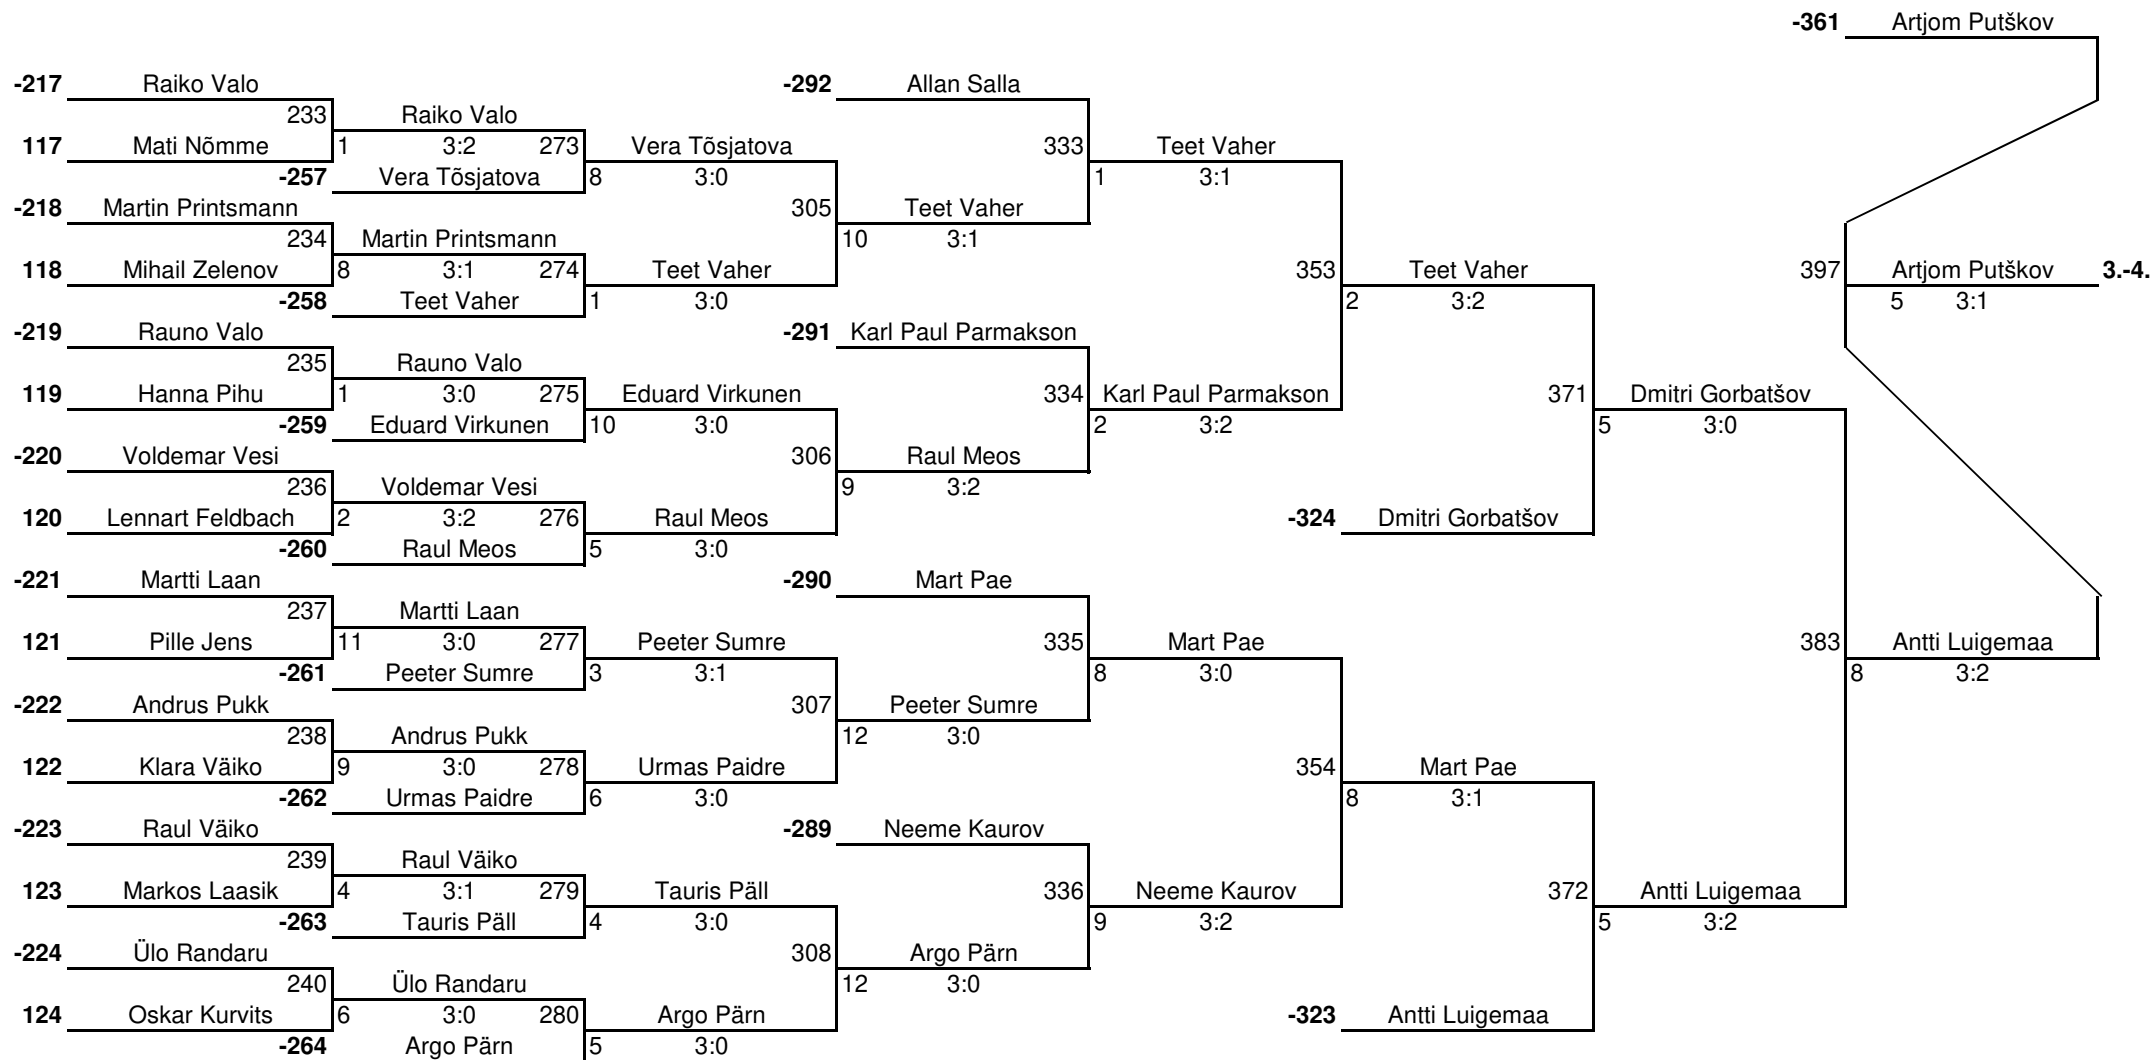 -361 Artjom Putškov
-217 Raiko Valo -292 Allan Salla
233 Raiko Valo
117 Mati Nõmme 1 3:2 273 Vera Tõsjatova 333 Teet Vaher
-257 Vera Tõsjatova 8 3:0 1 3:1
-218 Martin Printsmann 305 Teet Vaher
234 Martin Printsmann 10 3:1
118 Mihail Zelenov 8 3:1 274 Teet Vaher 353 Teet Vaher 397 Artjom Putškov 3.-4.
-258 Teet Vaher 1 3:0 2 3:2 5 3:1
-219 Rauno Valo -291 Karl Paul Parmakson
235 Rauno Valo
119 Hanna Pihu 1 3:0 275 Eduard Virkunen 334 Karl Paul Parmakson 371 Dmitri Gorbatšov
-259 Eduard Virkunen 10 3:0 2 3:2 5 3:0
-220 Voldemar Vesi 306 Raul Meos
236 Voldemar Vesi 9 3:2
120 Lennart Feldbach 2 3:2 276 Raul Meos -324 Dmitri Gorbatšov
-260 Raul Meos 5 3:0
-221 Martti Laan -290 Mart Pae
237 Martti Laan
121 Pille Jens 11 3:0 277 Peeter Sumre 335 Mart Pae 383 Antti Luigemaa
-261 Peeter Sumre 3 3:1 8 3:0 8 3:2
-222 Andrus Pukk 307 Peeter Sumre
238 Andrus Pukk 12 3:0
122 Klara Väiko 9 3:0 278 Urmas Paidre 354 Mart Pae
-262 Urmas Paidre 6 3:0 8 3:1
-223 Raul Väiko -289 Neeme Kaurov
239 Raul Väiko
123 Markos Laasik 4 3:1 279 Tauris Päll 336 Neeme Kaurov 372 Antti Luigemaa
-263 Tauris Päll 4 3:0 9 3:2 5 3:2
-224 Ülo Randaru 308 Argo Pärn
240 Ülo Randaru 12 3:0
124 Oskar Kurvits 6 3:0 280 Argo Pärn -323 Antti Luigemaa
-264 Argo Pärn 5 3:0